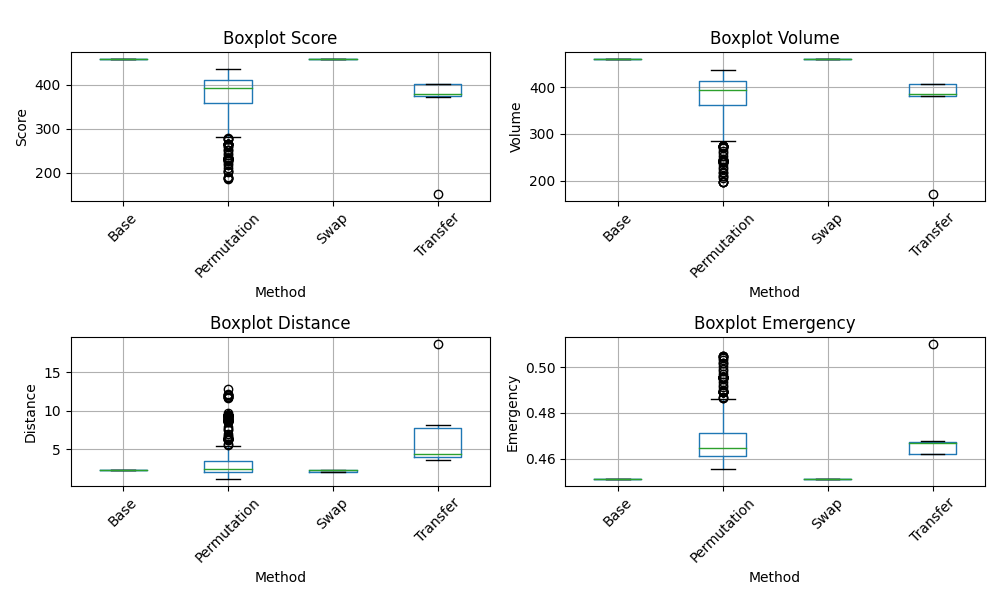 Boxplot Score
Score
400
300
200
Base
Permutation
Swap
Transfer
Method
Boxplot Volume
Volume
400
300
200
Base
Permutation
Swap
Transfer
Method
Boxplot Distance
Distance
15
10
5
Base
Permutation
Swap
Transfer
Method
Boxplot Emergency
Emergency
0.50
0.48
0.46
Base
Permutation
Swap
Transfer
Method